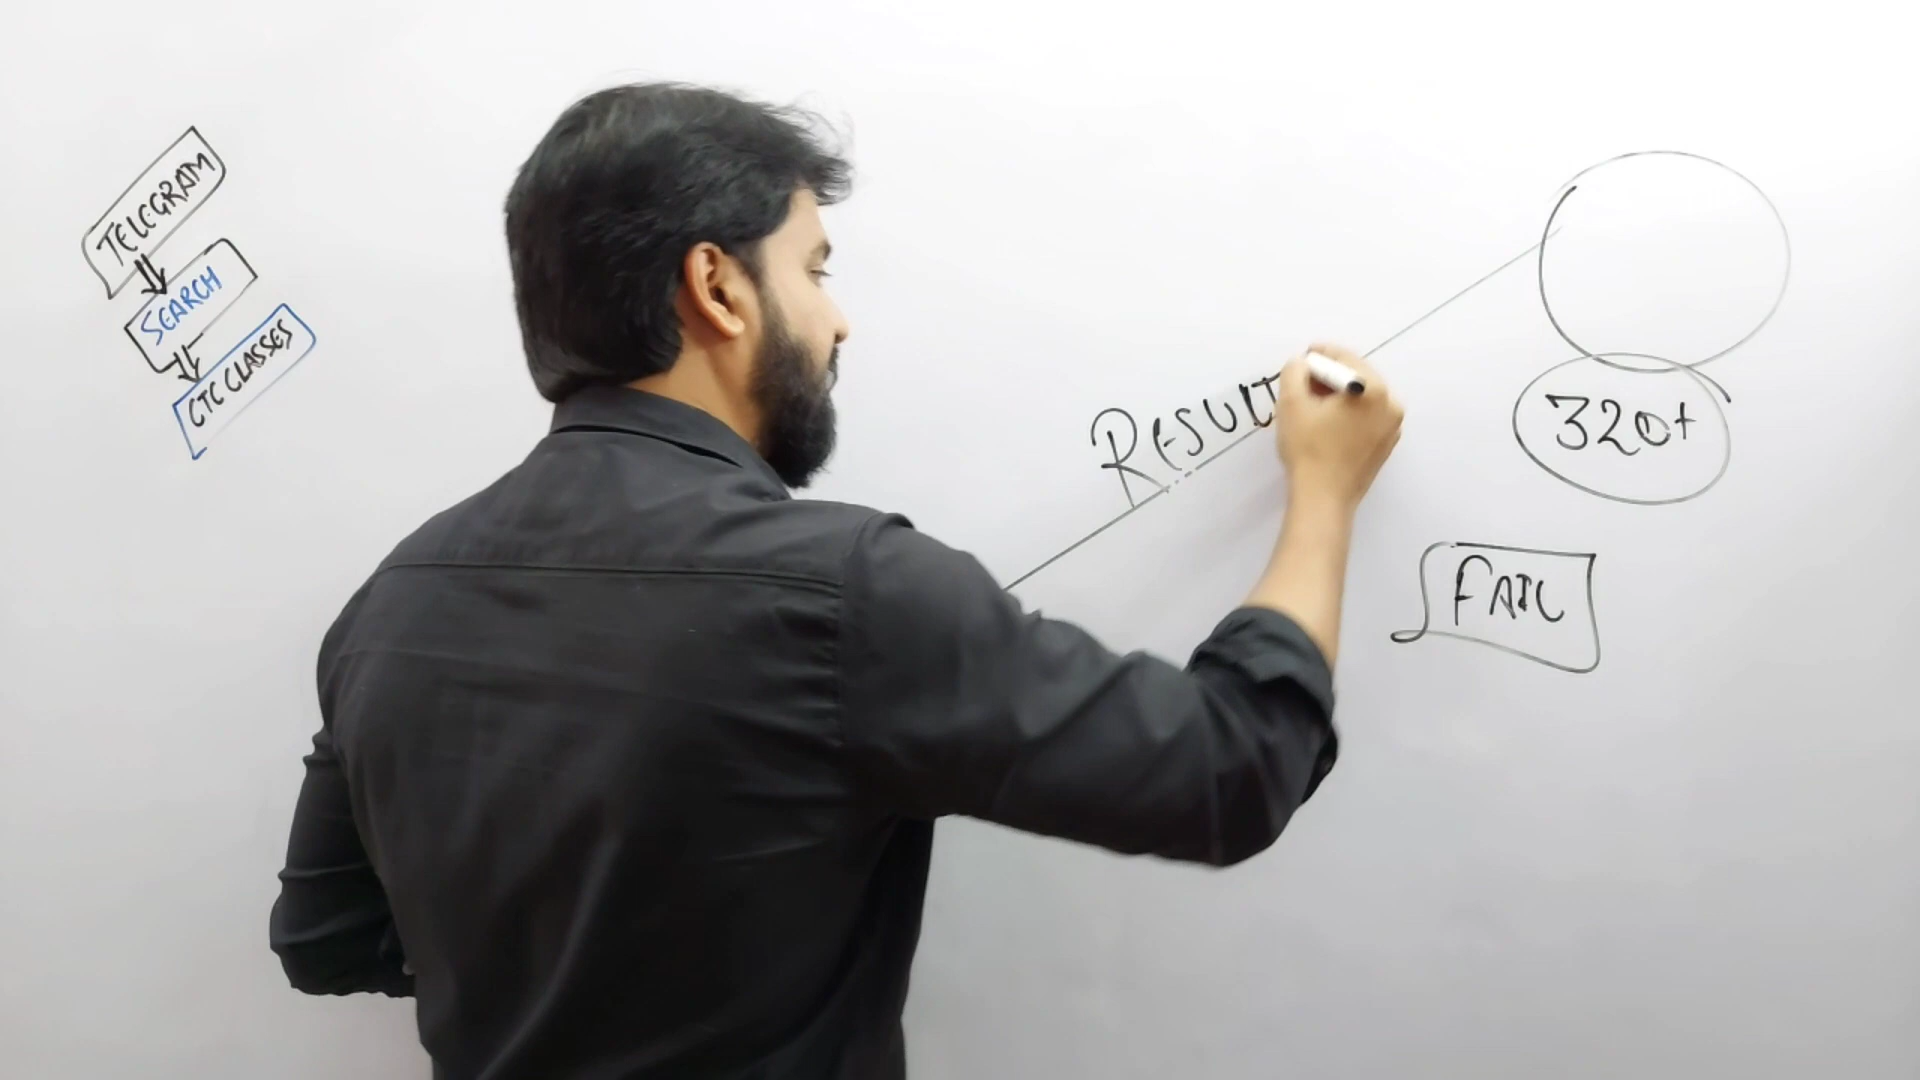 TELEGRAM
SEARCH
CTC CLASSES
RESULT
320+
FAIL